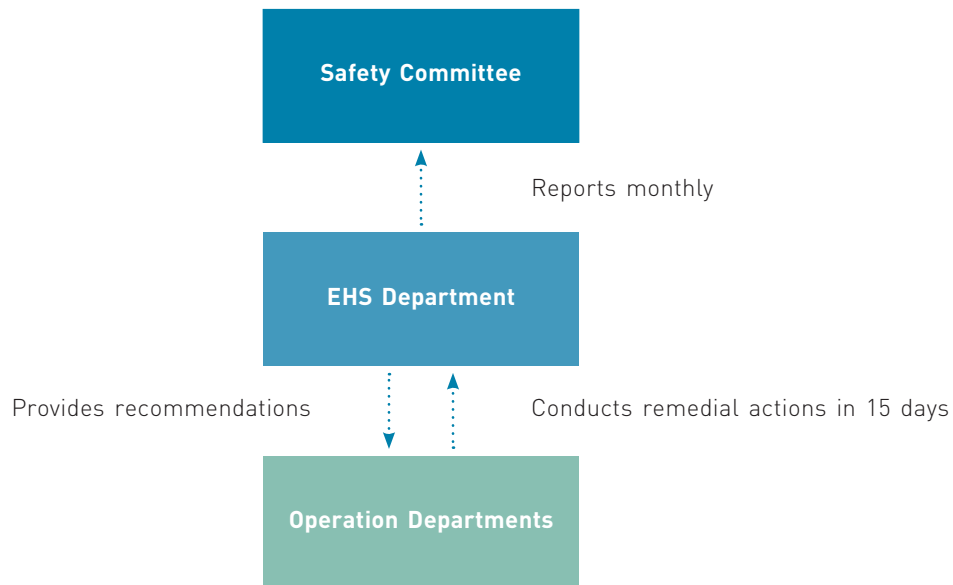 Safety Committee
Reports monthly
EHS Department
Provides recommendations
Conducts remedial actions in 15 days
Operation Departments